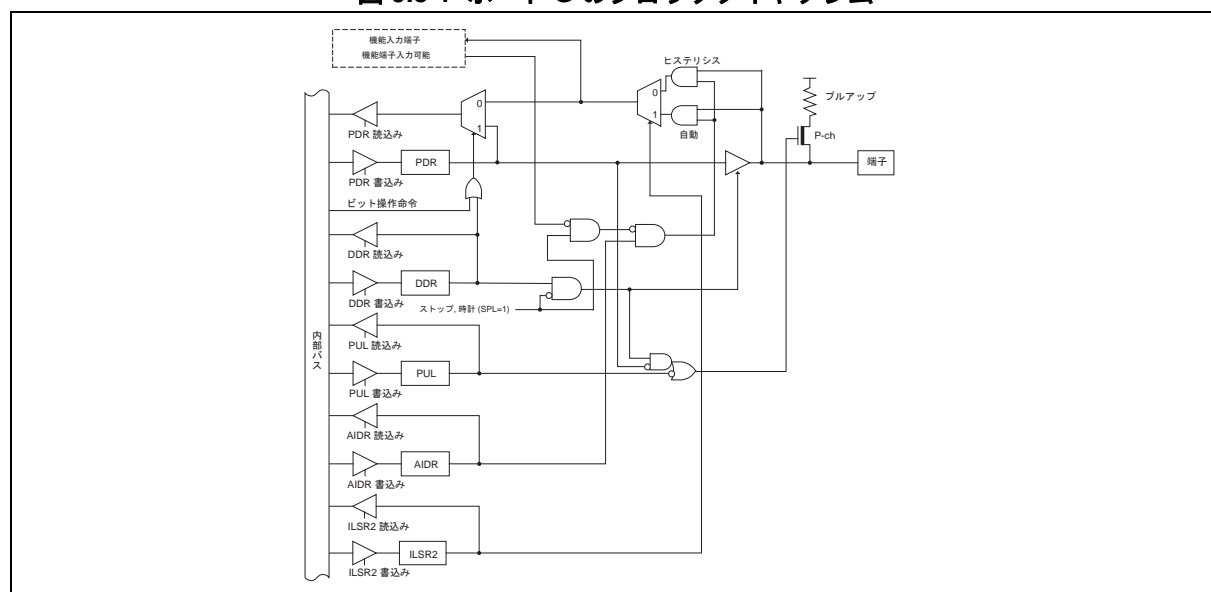 機能入力端子
機能端子入力可能
ヒステリシス
プルアップ
0
1
0
1
自動
P-ch
端子
PDR 読込み
PDR
PDR 書込み
ビット操作命令
DDR 読込み
DDR
DDR 書込み
ストップ, 時計 (SPL=1)
内部バス
PUL 読込み
PUL
PUL 書込み
AIDR 読込み
AIDR
AIDR 書込み
ILSR2 読込み
ILSR2
ILSR2 書込み